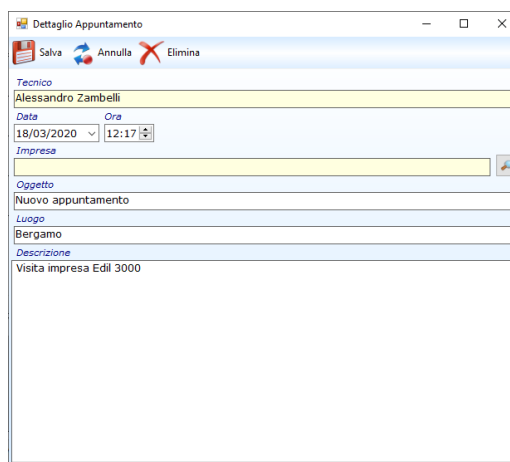 Dettaglio Appuntamento
Salva Annulla Elimina
Tecnico
Alessandro Zambelli
Data Ora
18/03/2020 12:17
Impresa
Oggetto
Nuovo appuntamento
Luogo
Bergamo
Descrizione
Visita impresa Edil 3000